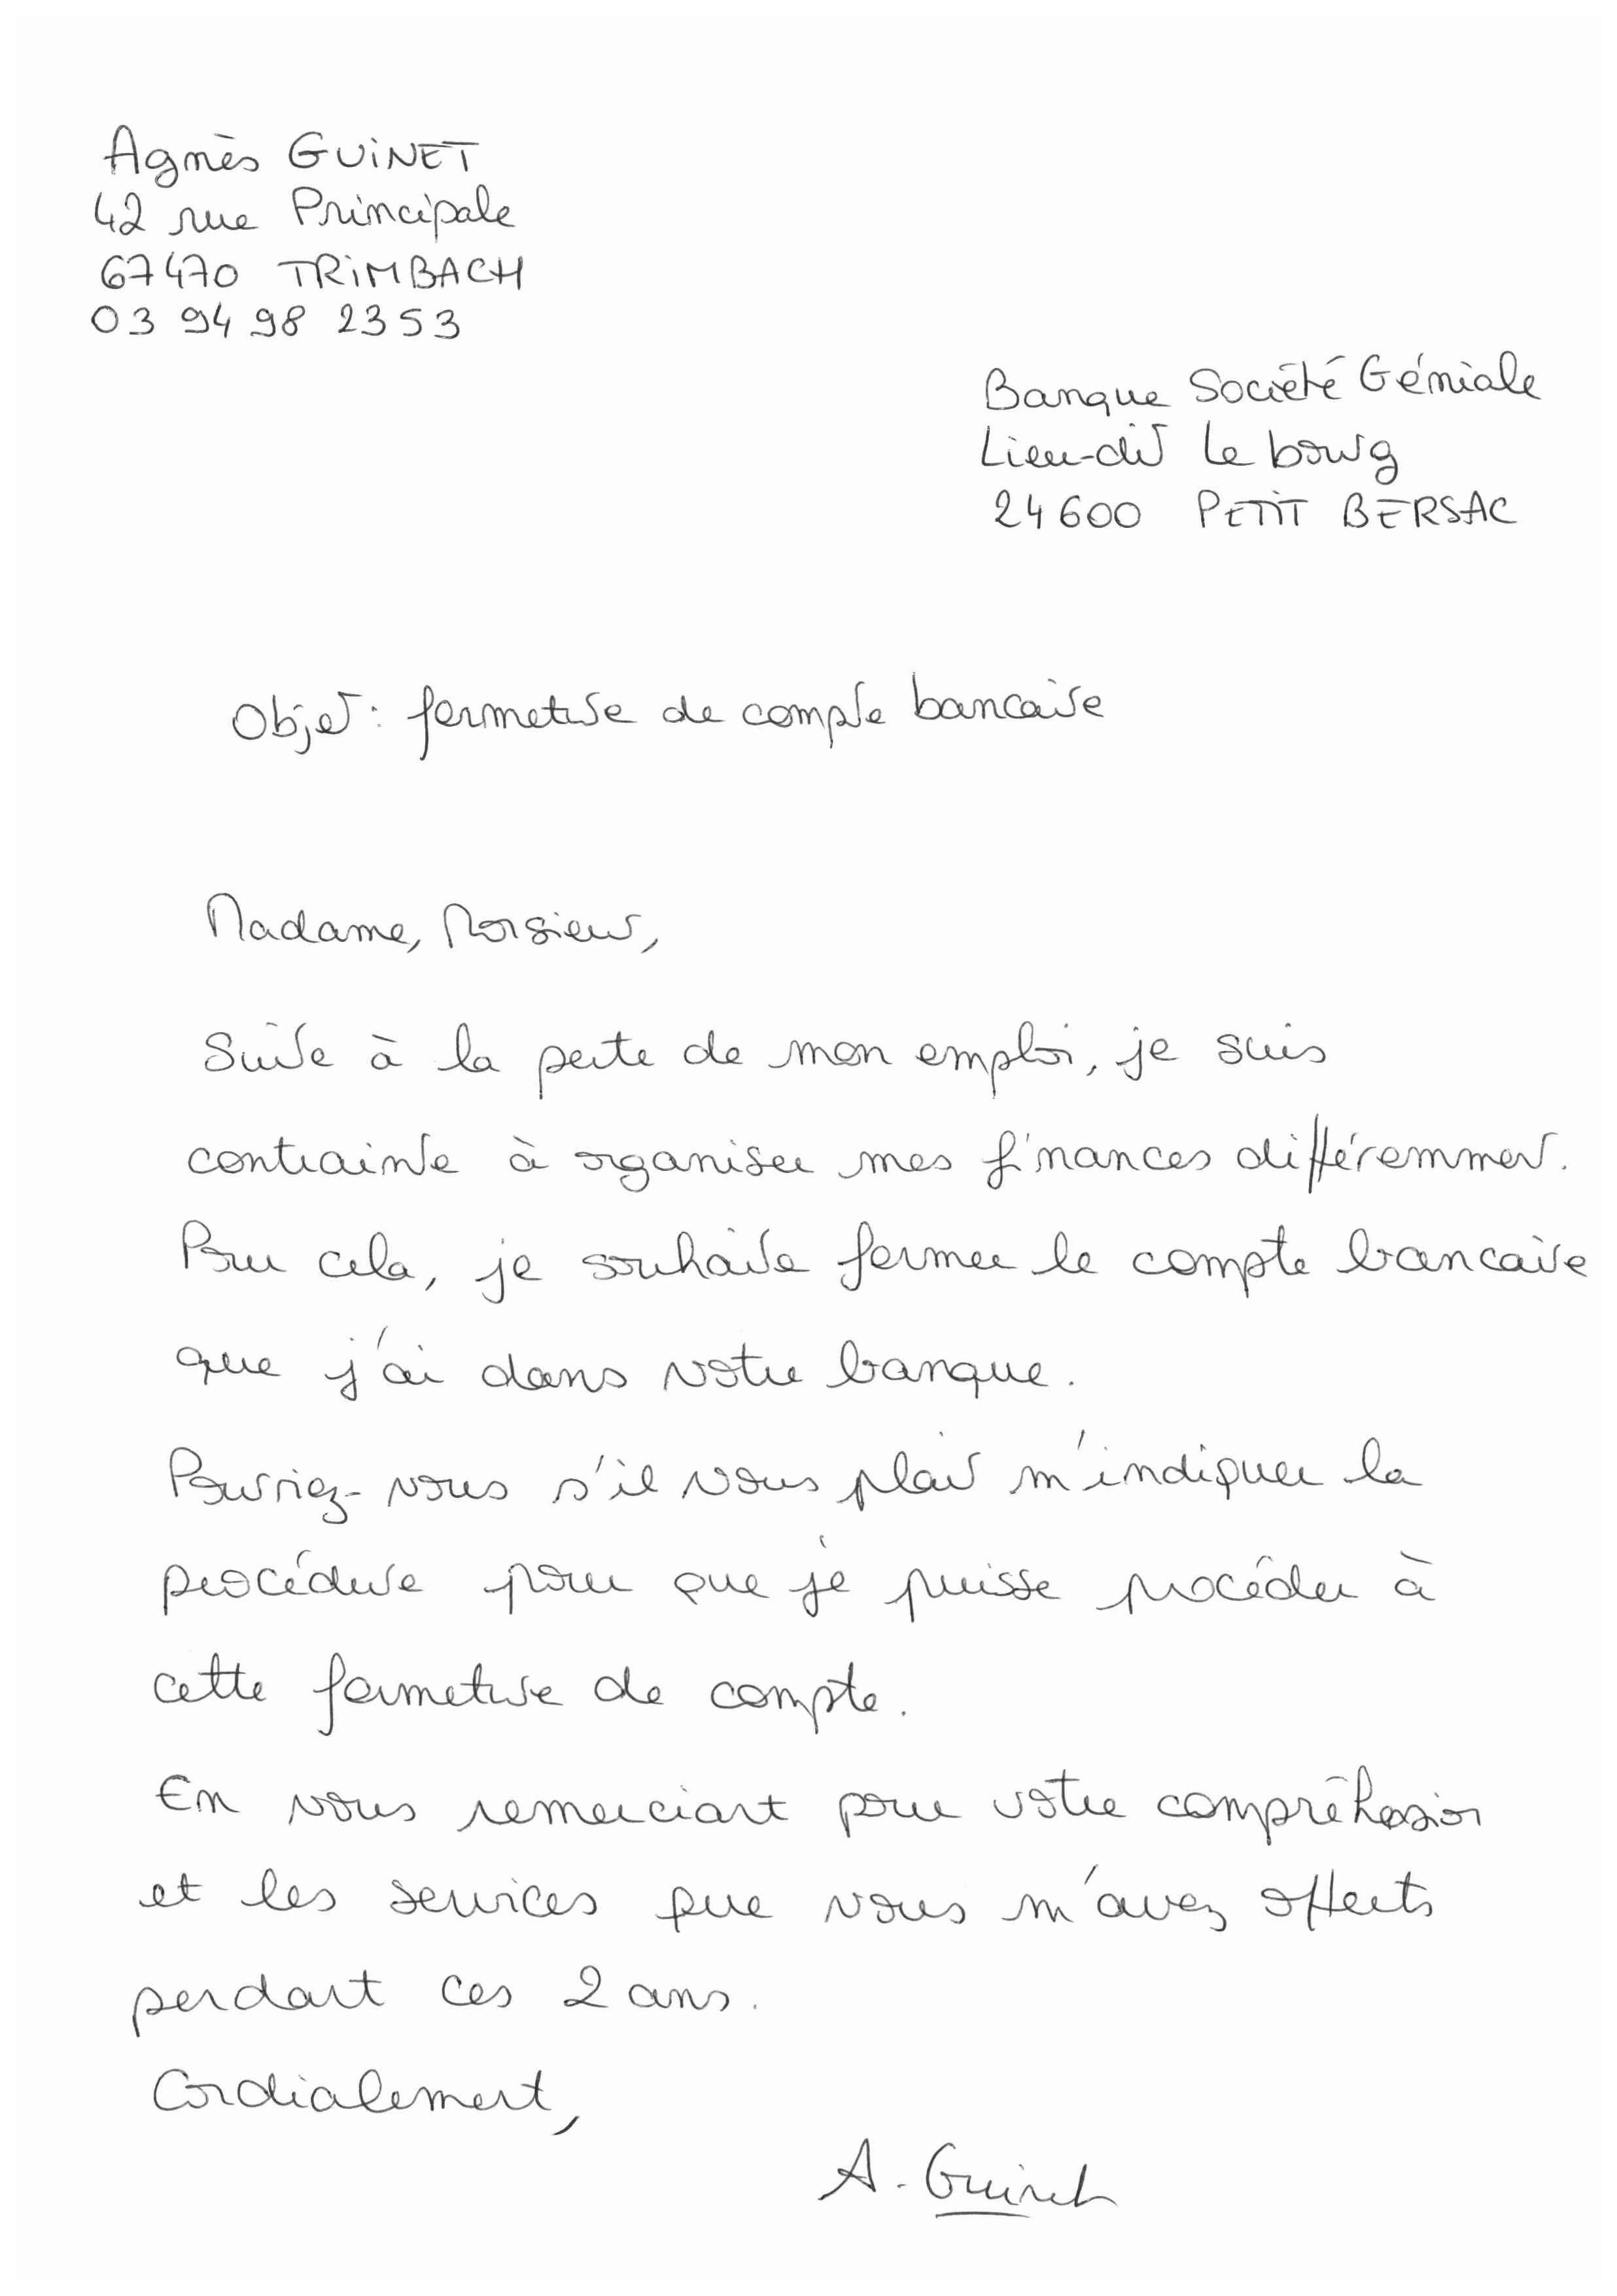 Agnès GUINET
42 rue Principale
67470 TRIMBACH
03 94 98 23 53
Banque Société Géniale
Lieu-dit Le bourg
24600 PETIT BERSAC
Objet : fermeture de compte bancaire
Madame, Monsieur,
Suite à la perte de mon emploi, je suis
contrainte à organiser mes finances différemment.
Pour cela, je souhaite fermer le compte bancaire
que j'ai dans votre banque.
Pourriez-vous s'il vous plait m'indiquer la
procédure pour que je puisse procéder à
cette fermeture de compte.
En vous remerciant pour votre compréhension
et les services que vous m'avez offerts
pendant ces 2 ans.
Cordialement,
A. Guinet